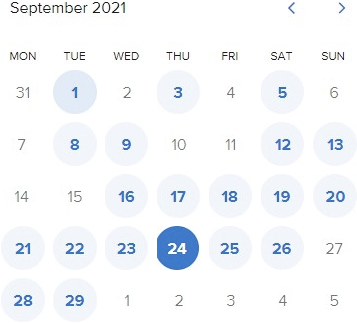 September 2021
MON TUE WED THU FRI SAT SUN
31 1 2 3 4 5 6
7 8 9 10 11 12 13
14 15 16 17 18 19 20
21 22 23 24 25 26 27
28 29 1 2 3 4 5